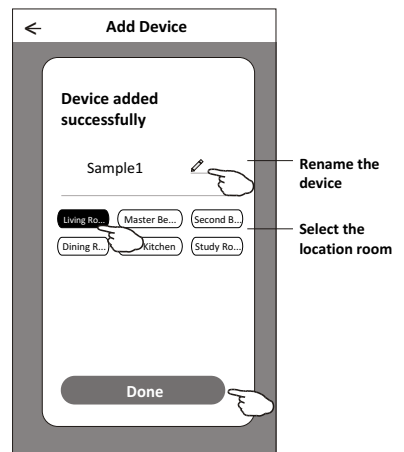 Add Device
Device added
successfully
Sample1
Living Ro...
Master Be...
Second B...
Dining R...
Kitchen
Study Ro...
Done
Rename the
device
Select the
location room